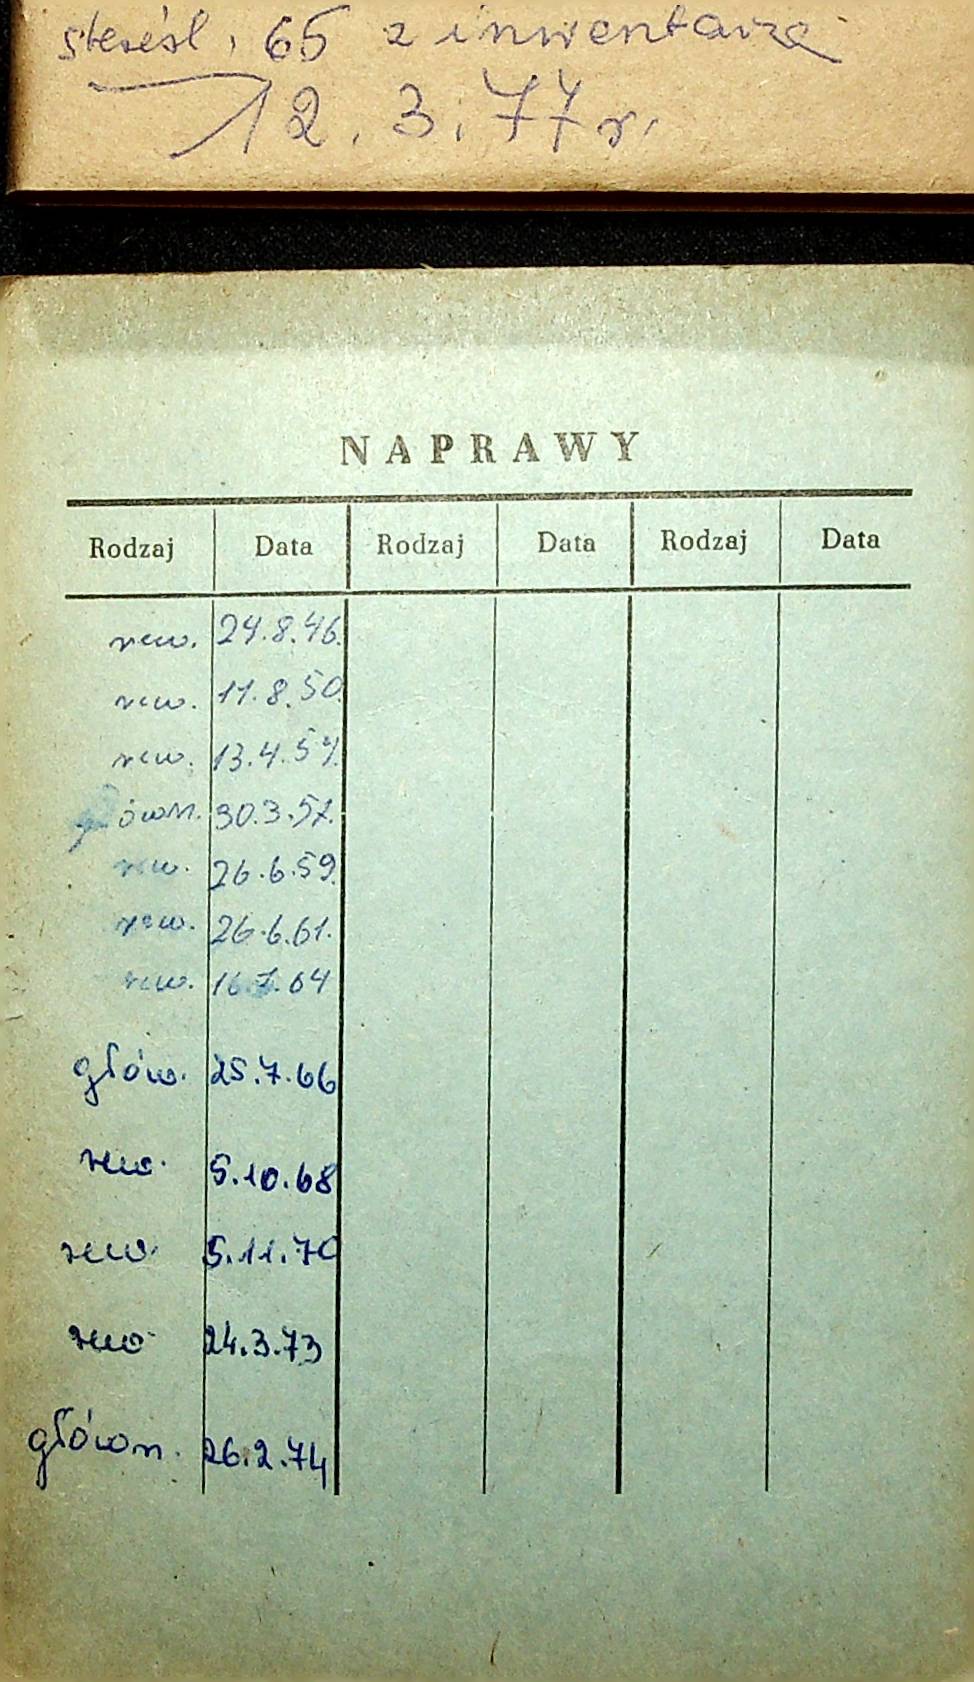 skreśl. 65 z inwentarza
12.3.77r.
NAPRAWY
Rodzaj Data Rodzaj Data Rodzaj Data
rew. 24.8.46.
rew. 11.8.50.
rew. 13.4.54.
główn. 30.3.57.
rew. 26.6.59.
rew. 26.6.61.
rew. 16.7.64
głów. 25.7.66
rew. 5.10.68
rew. 5.11.70
rew. 24.3.73
główn. 26.2.74